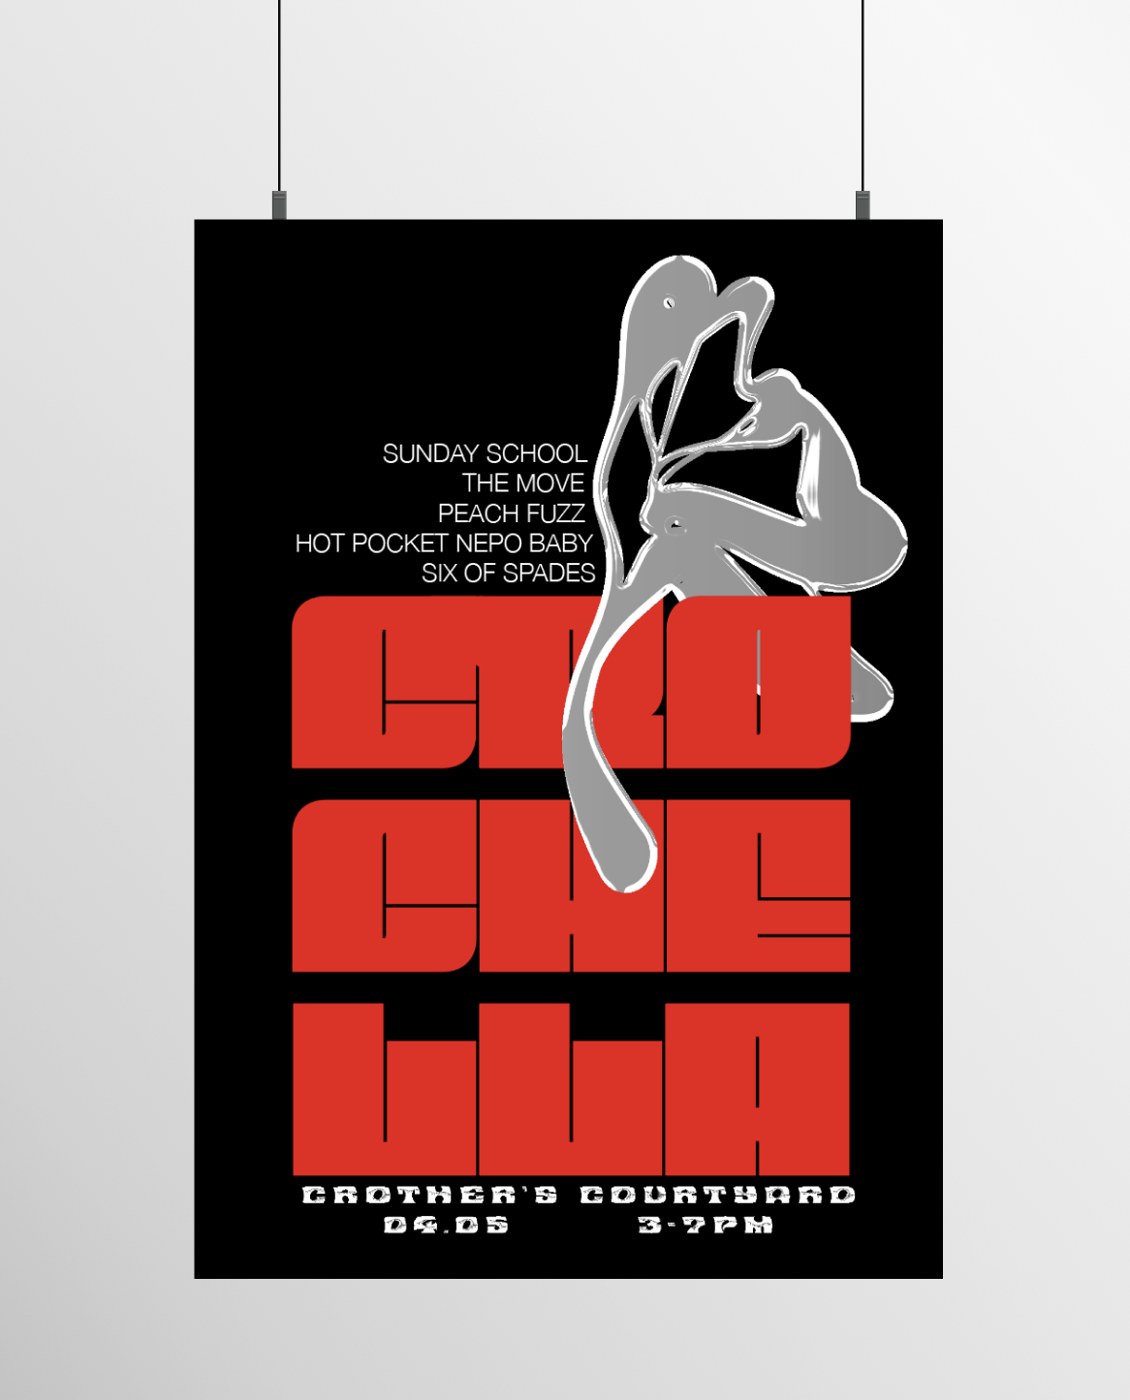 SUNDAY SCHOOL
THE MOVE
PEACH FUZZ
HOT POCKET NEPO BABY
SIX OF SPADES
CRO
CHE
LLA
CROTHER'S COURTYARD
04.05 3-7PM